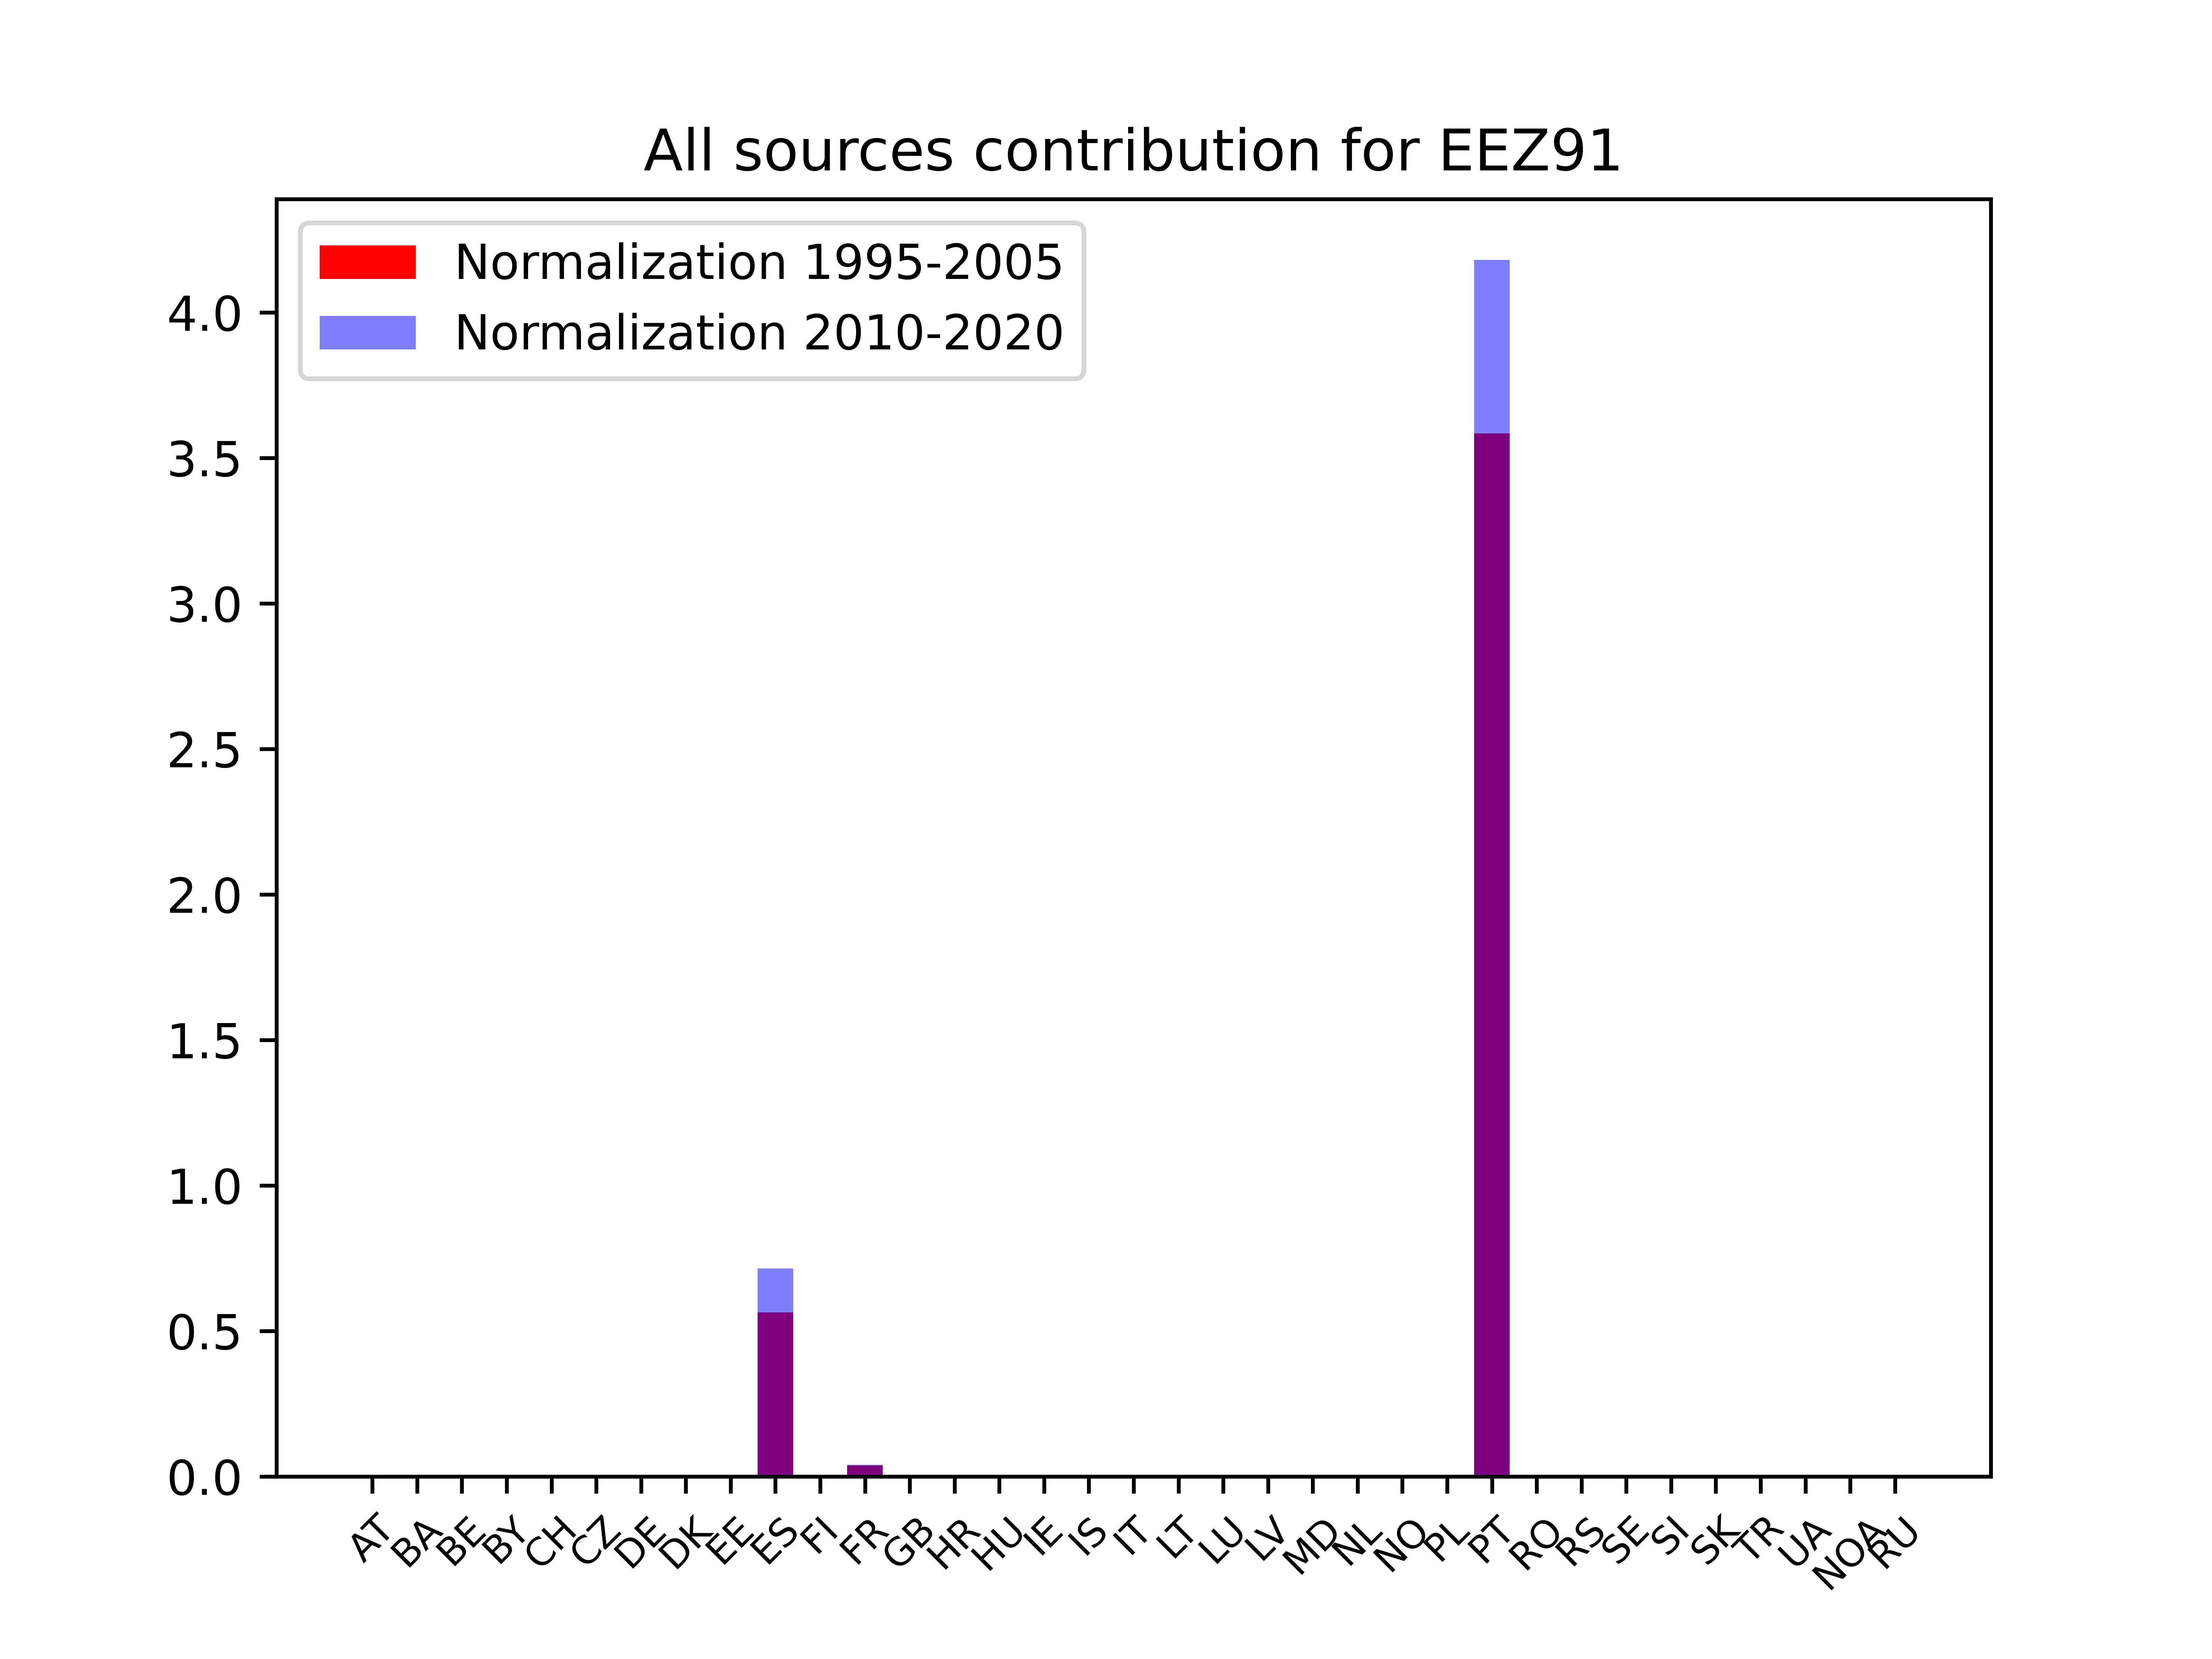 All sources contribution for EEZ91
Normalization 1995-2005
Normalization 2010-2020
4.0
3.5
3.0
2.5
2.0
1.5
1.0
0.5
0.0
AT BA BE BY CH CZ DE DK EE ES FI FR GB HR HU IE IS IT LT LU LV MD NL NO PL PT RO RS SE SI SK TR UA NOA RU